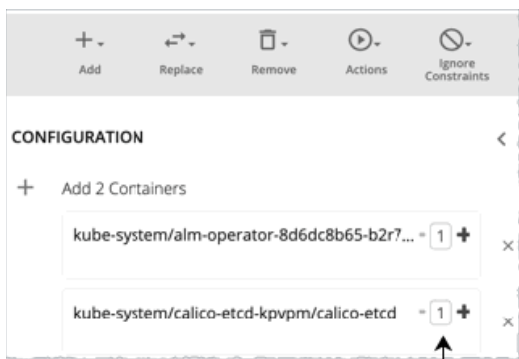 Add Replace Remove Actions Ignore Constraints
CONFIGURATION
Add 2 Containers
kube-system/alm-operator-8d6dc8b65-b2r7... - 1 +
kube-system/calico-etcd-kpvpm/calico-etcd - 1 +